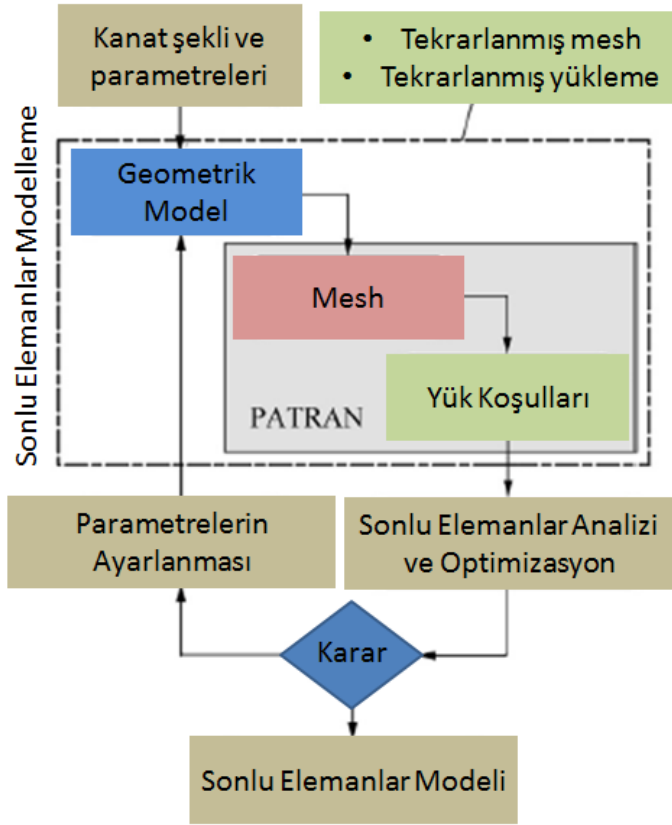 Kanat şekli ve
parametreleri
• Tekrarlanmış mesh
• Tekrarlanmış yükleme
Sonlu Elemanlar Modelleme
Geometrik
Model
Mesh
Yük Koşulları
PATRAN
Parametrelerin
Ayarlanması
Sonlu Elemanlar Analizi
ve Optimizasyon
Karar
Sonlu Elemanlar Modeli